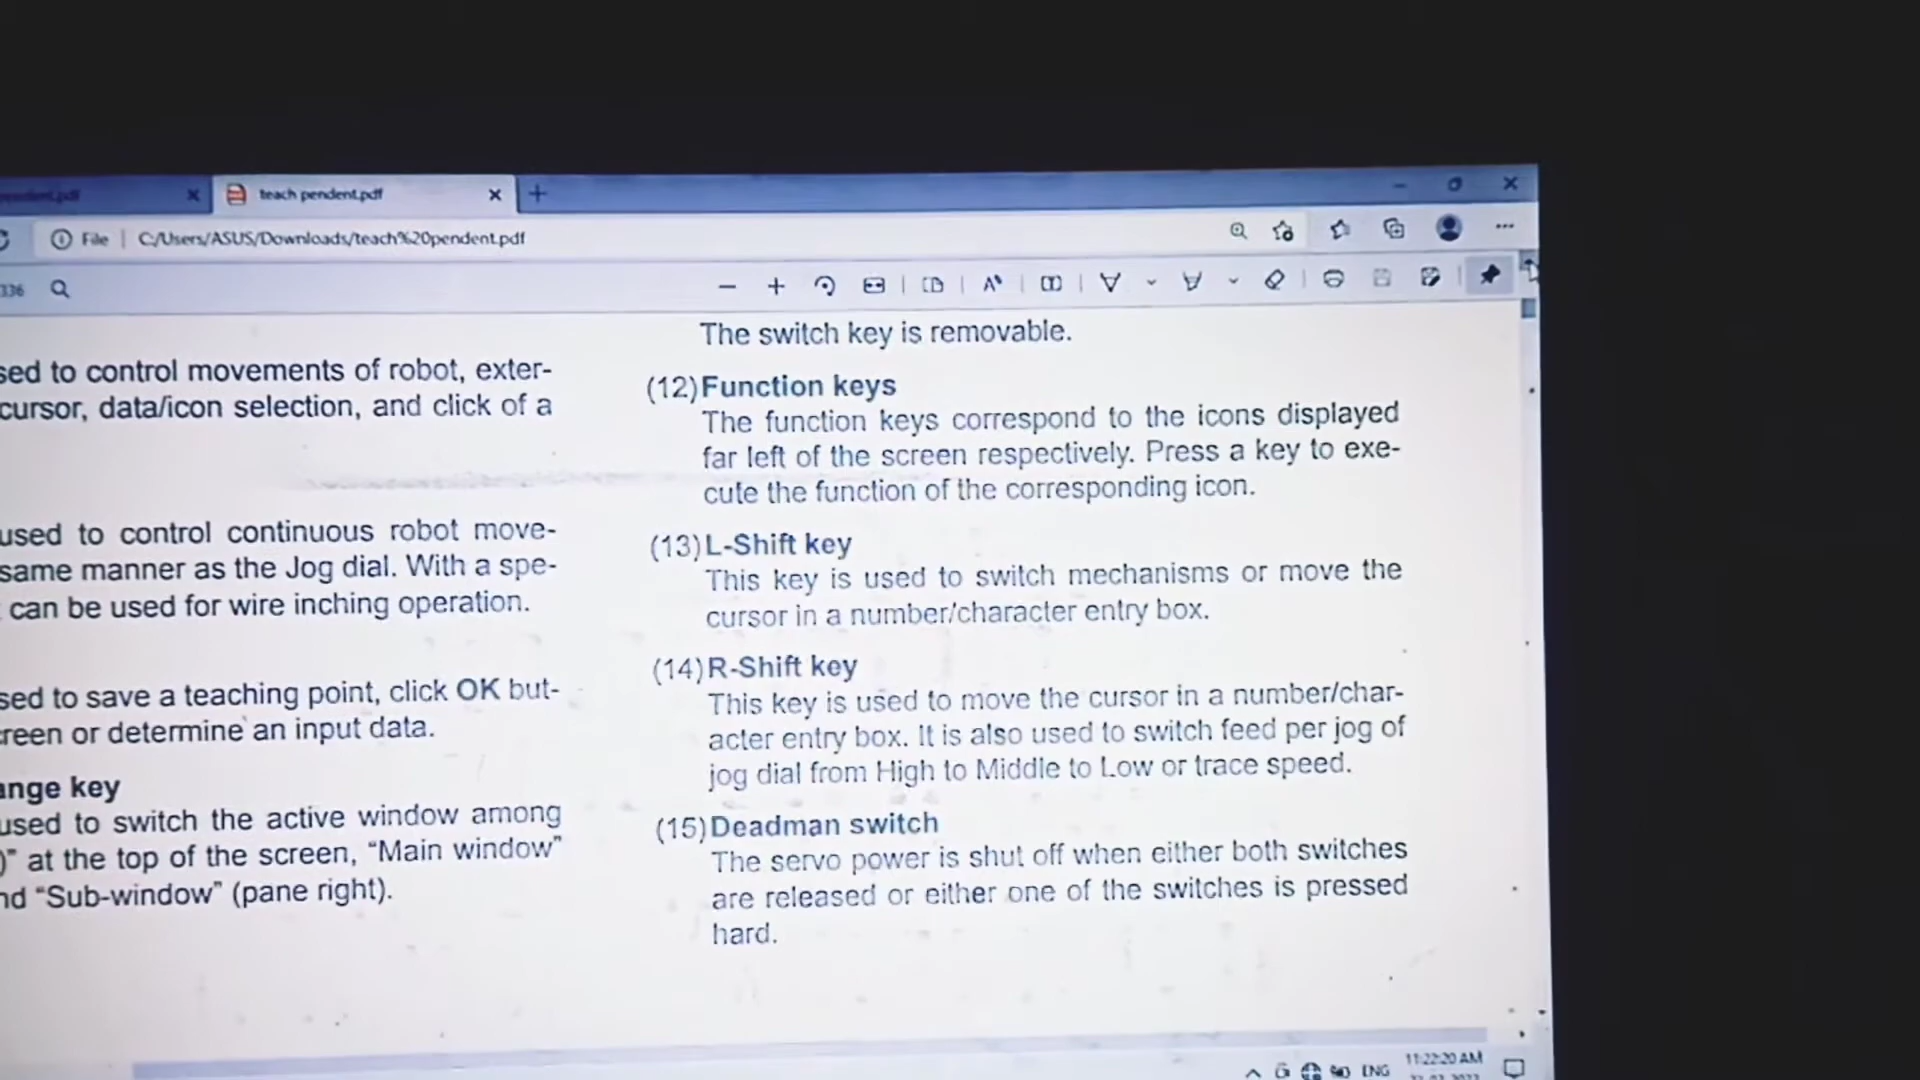 teach pendent.pdf
File
C:/Users/ASUS/Downloads/teach%20pendent.pdf
336
sed to control movements of robot, exter-
cursor, data/icon selection, and click of a
used to control continuous robot move-
same manner as the Jog dial. With a spe-
can be used for wire inching operation.
sed to save a teaching point, click OK but-
reen or determine an input data.
ange key
used to switch the active window among
)" at the top of the screen, “Main window”
nd “Sub-window” (pane right).
The switch key is removable.
(12) Function keys
The function keys correspond to the icons displayed
far left of the screen respectively. Press a key to exe-
cute the function of the corresponding icon.
(13) L-Shift key
This key is used to switch mechanisms or move the
cursor in a number/character entry box.
(14) R-Shift key
This key is used to move the cursor in a number/char-
acter entry box. It is also used to switch feed per jog of
jog dial from High to Middle to Low or trace speed.
(15) Deadman switch
The servo power is shut off when either both switches
are released or either one of the switches is pressed
hard.
ENG
11:22:20 AM